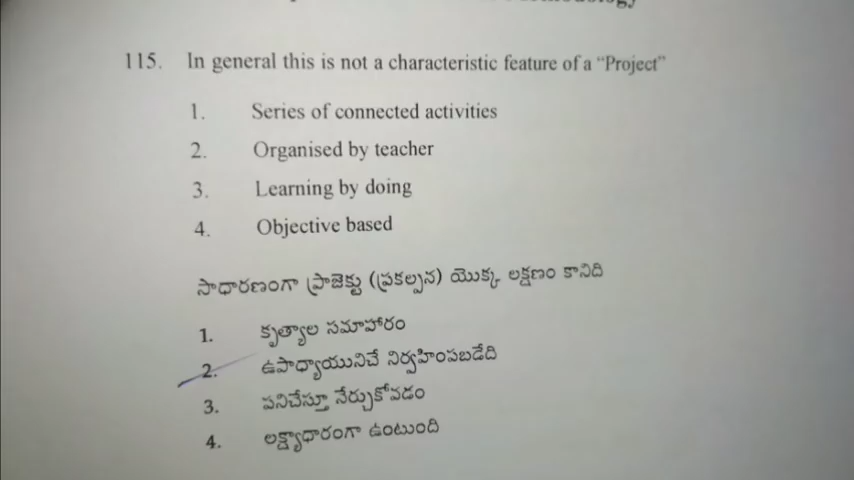 115. In general this is not a characteristic feature of a “Project”
1. Series of connected activities
2. Organised by teacher
3. Learning by doing
4. Objective based
సాధారణంగా ప్రాజెక్టు (ప్రకల్పన) యొక్క లక్షణం కానిది
1. కృత్యాల సమాహారం
2. ఉపాధ్యాయునిచే నిర్వహింపబడేది
3. పనిచేస్తూ నేర్చుకోవడం
4. లక్ష్యాధారంగా ఉంటుంది